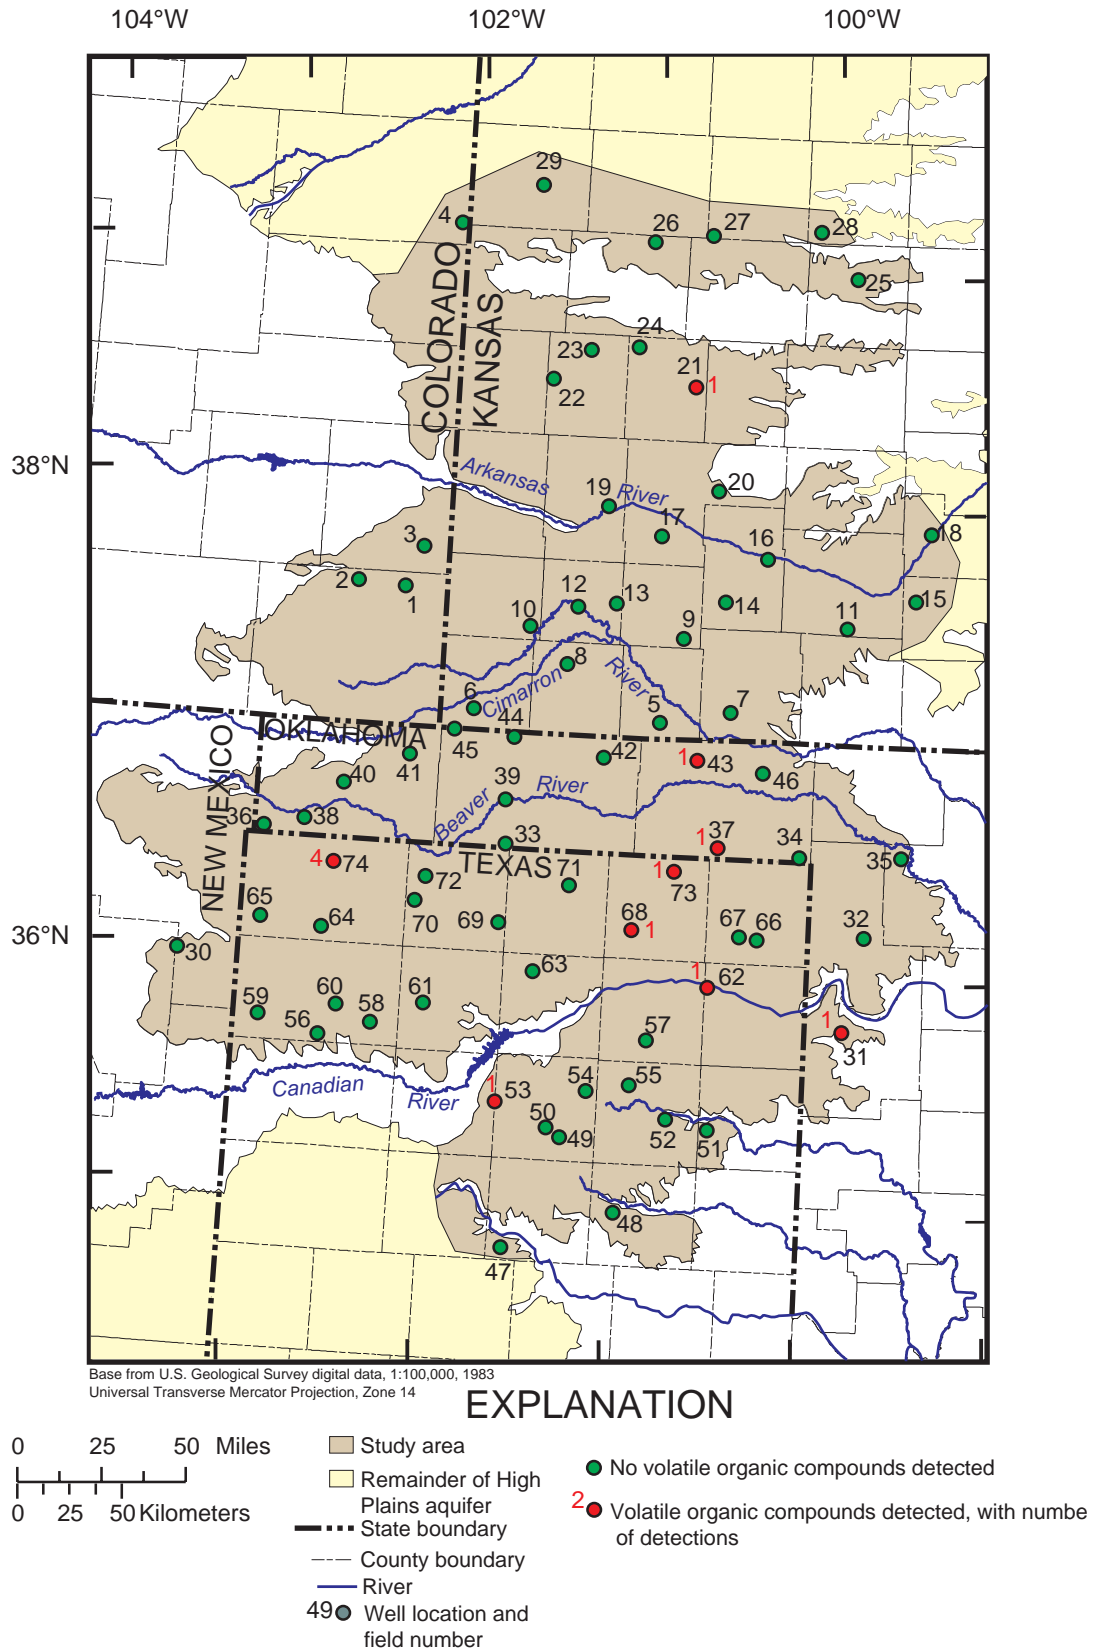 104°W 102°W 100°W
29
4
26 27 28
25
COLORADO
KANSAS
24
23
21 1
22
38°N
Arkansas River
20
19
17
18
16
3
2
1
12 13
14
15
10
9
11
8
Cimarron River
6
7
5
44
45
OKLAHOMA
NEW MEXICO
42
1 43
41
40
46
39
Beaver River
36 38
33
1 37
34
35
4 74
TEXAS
72
71
1
73
65
64
70
69
68 1
67 66
32
36°N
30
63
1 62
59
60
61
58
56
57
1
31
Canadian River
1 53
54
55
50
49
52
51
48
47
Base from U.S. Geological Survey digital data, 1:100,000, 1983
Universal Transverse Mercator Projection, Zone 14
EXPLANATION
0 25 50 Miles
0 25 50 Kilometers
Study area
Remainder of High
Plains aquifer
State boundary
County boundary
River
49 Well location and
field number
No volatile organic compounds detected
2 Volatile organic compounds detected, with numbe
of detections